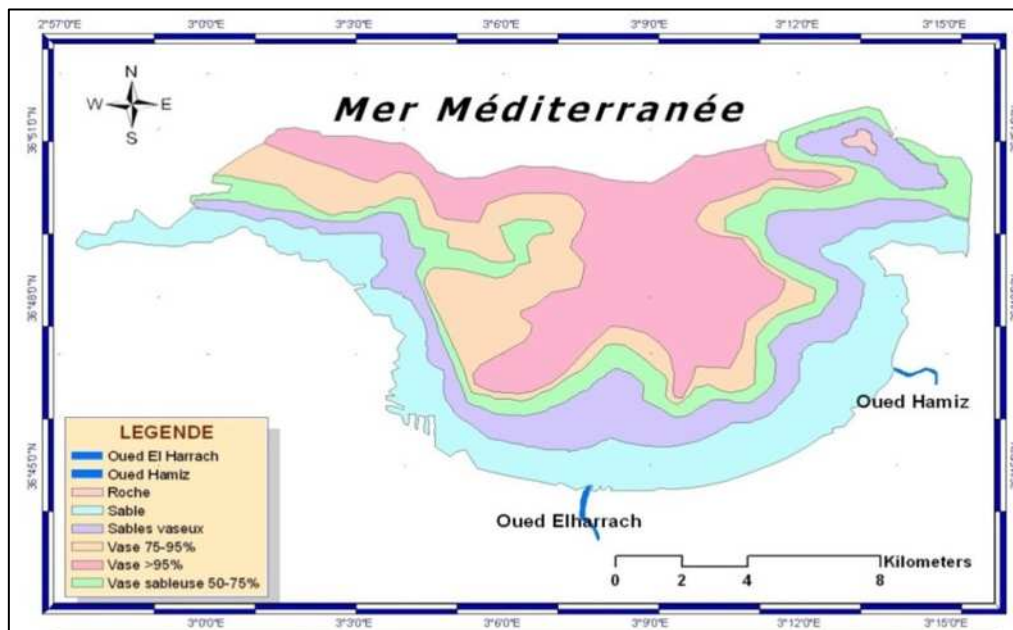 2°57'0"E 3°0'0"E 3°3'0"E 3°6'0"E 3°9'0"E 3°12'0"E 3°15'0"E
N
W E
S
Mer Méditerranée
36°51'0"N
36°48'0"N
36°45'0"N
Oued Hamiz
Oued Elharrach
LEGENDE
Oued El Harrach
Oued Hamiz
Roche
Sable
Sables vaseux
Vase 75-95%
Vase >95%
Vase sableuse 50-75%
Kilometers
0 2 4 8
3°0'0"E 3°3'0"E 3°6'0"E 3°9'0"E 3°12'0"E 3°15'0"E